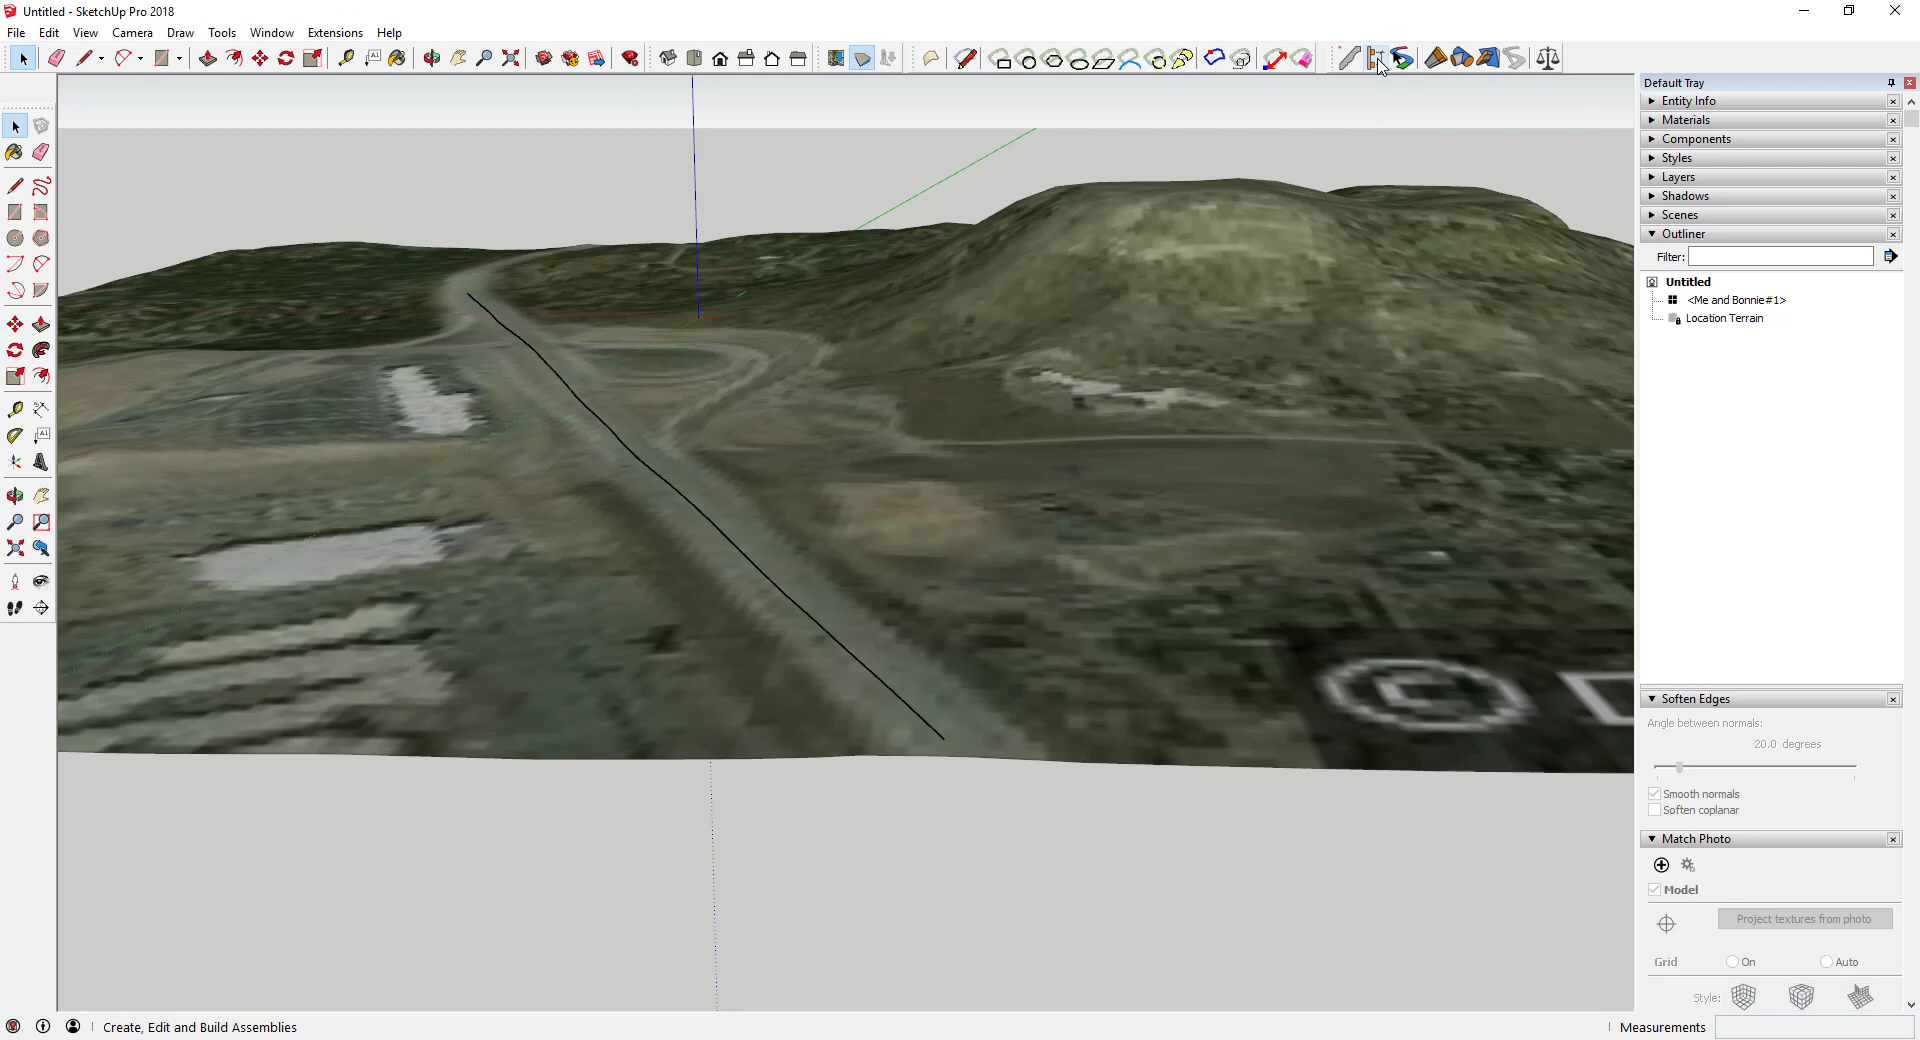 Untitled - SketchUp Pro 2018
File Edit View Camera Draw Tools Window Extensions Help
Default Tray
Entity Info
Materials
Components
Styles
Layers
Shadows
Scenes
Outliner
Filter:
Untitled
<Me and Bonnie#1>
Location Terrain
Soften Edges
Angle between normals:
20.0 degrees
Smooth normals
Soften coplanar
Match Photo
Model
Project textures from photo
Grid On Auto
Style:
Create, Edit and Build Assemblies
Measurements
©